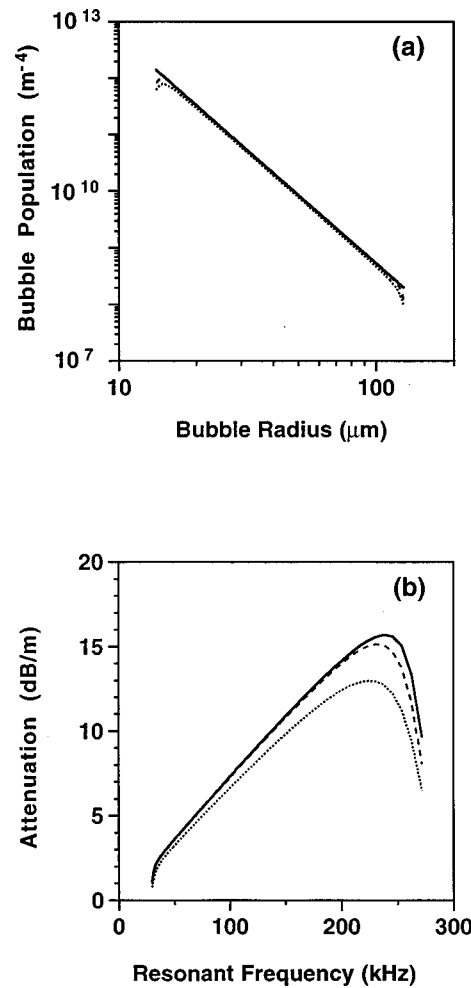 10^13
(a)
Bubble Population (m^-4)
10^10
10^7
10
100
Bubble Radius (μm)
20
(b)
15
Attenuation (dB/m)
10
5
0
0
100
200
300
Resonant Frequency (kHz)